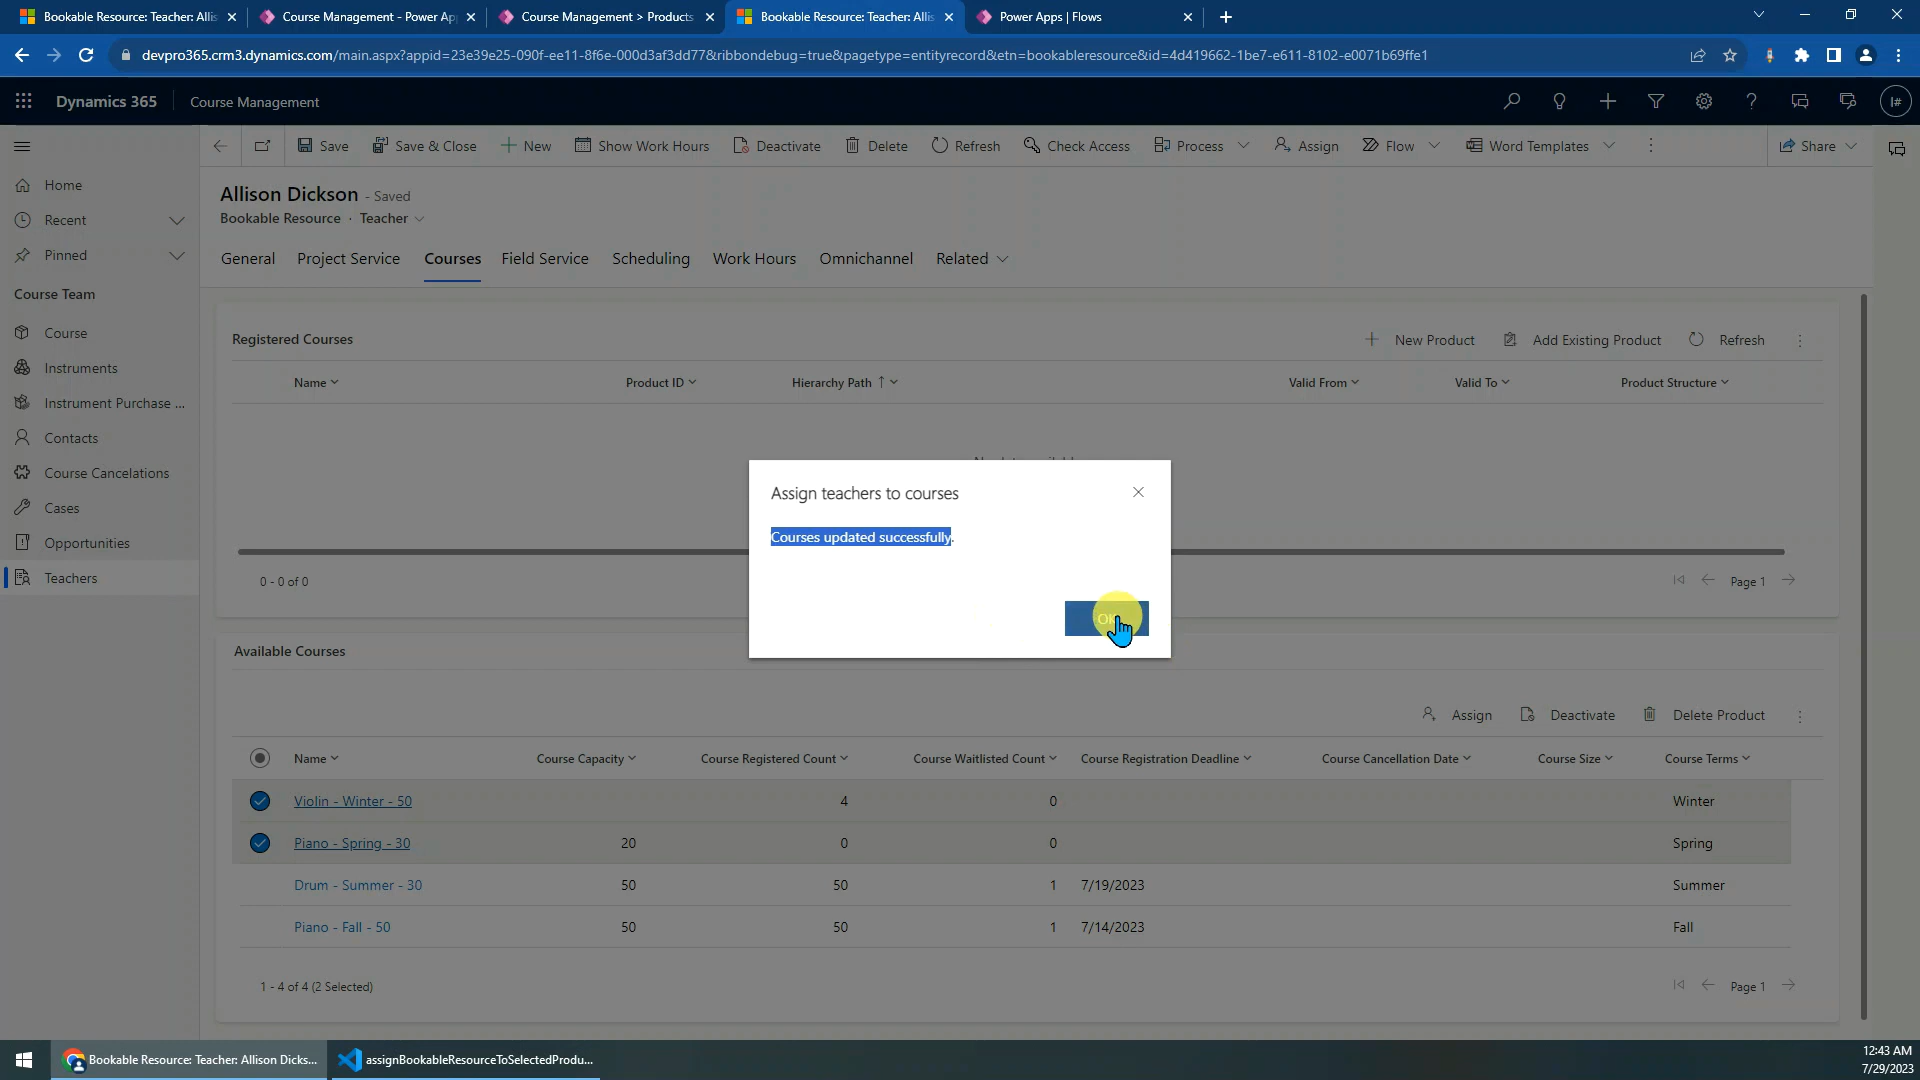 Bookable Resource: Teacher: Allis
Course Management - Power Ap
Course Management > Products
Bookable Resource: Teacher: Allis
Power Apps | Flows
devpro365.crm3.dynamics.com/main.aspx?appid=23e39e25-090f-ee11-8f6e-000d3af3dd77&ribbondebug=true&pagetype=entityrecord&etn=bookableresource&id=4d419662-1be7-e611-8102-e0071b69ffe1
Dynamics 365
Course Management
I#
Save
Save & Close
New
Show Work Hours
Deactivate
Delete
Refresh
Check Access
Process
Assign
Flow
Word Templates
Share
Home
Recent
Pinned
Course Team
Course
Instruments
Instrument Purchase ...
Contacts
Course Cancelations
Cases
Opportunities
Teachers
Allison Dickson - Saved
Bookable Resource · Teacher
General
Project Service
Courses
Field Service
Scheduling
Work Hours
Omnichannel
Related
Registered Courses
New Product
Add Existing Product
Refresh
Name
Product ID
Hierarchy Path ↑
Valid From
Valid To
Product Structure
0 - 0 of 0
Page 1
Assign teachers to courses
Courses updated successfully.
OK
Available Courses
Assign
Deactivate
Delete Product
Name
Course Capacity
Course Registered Count
Course Waitlisted Count
Course Registration Deadline
Course Cancellation Date
Course Size
Course Terms
Violin - Winter - 50 4 0 Winter
Piano - Spring - 30 20 0 0 Spring
Drum - Summer - 30 50 50 1 7/19/2023 Summer
Piano - Fall - 50 50 50 1 7/14/2023 Fall
1 - 4 of 4 (2 Selected)
Page 1
Bookable Resource: Teacher: Allison Dicks...
assignBookableResourceToSelectedProdu...
12:43 AM
7/29/2023